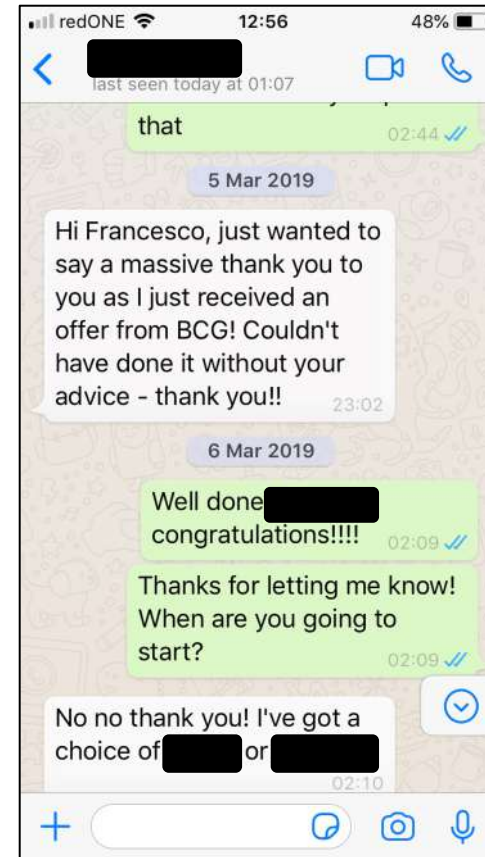 redONE 12:56 48%
last seen today at 01:07
that 02:44
5 Mar 2019
Hi Francesco, just wanted to
say a massive thank you to
you as I just received an
offer from BCG! Couldn't
have done it without your
advice - thank you!! 23:02
6 Mar 2019
Well done
congratulations!!!! 02:09
Thanks for letting me know!
When are you going to
start? 02:09
No no thank you! I've got a
choice of or
02:10